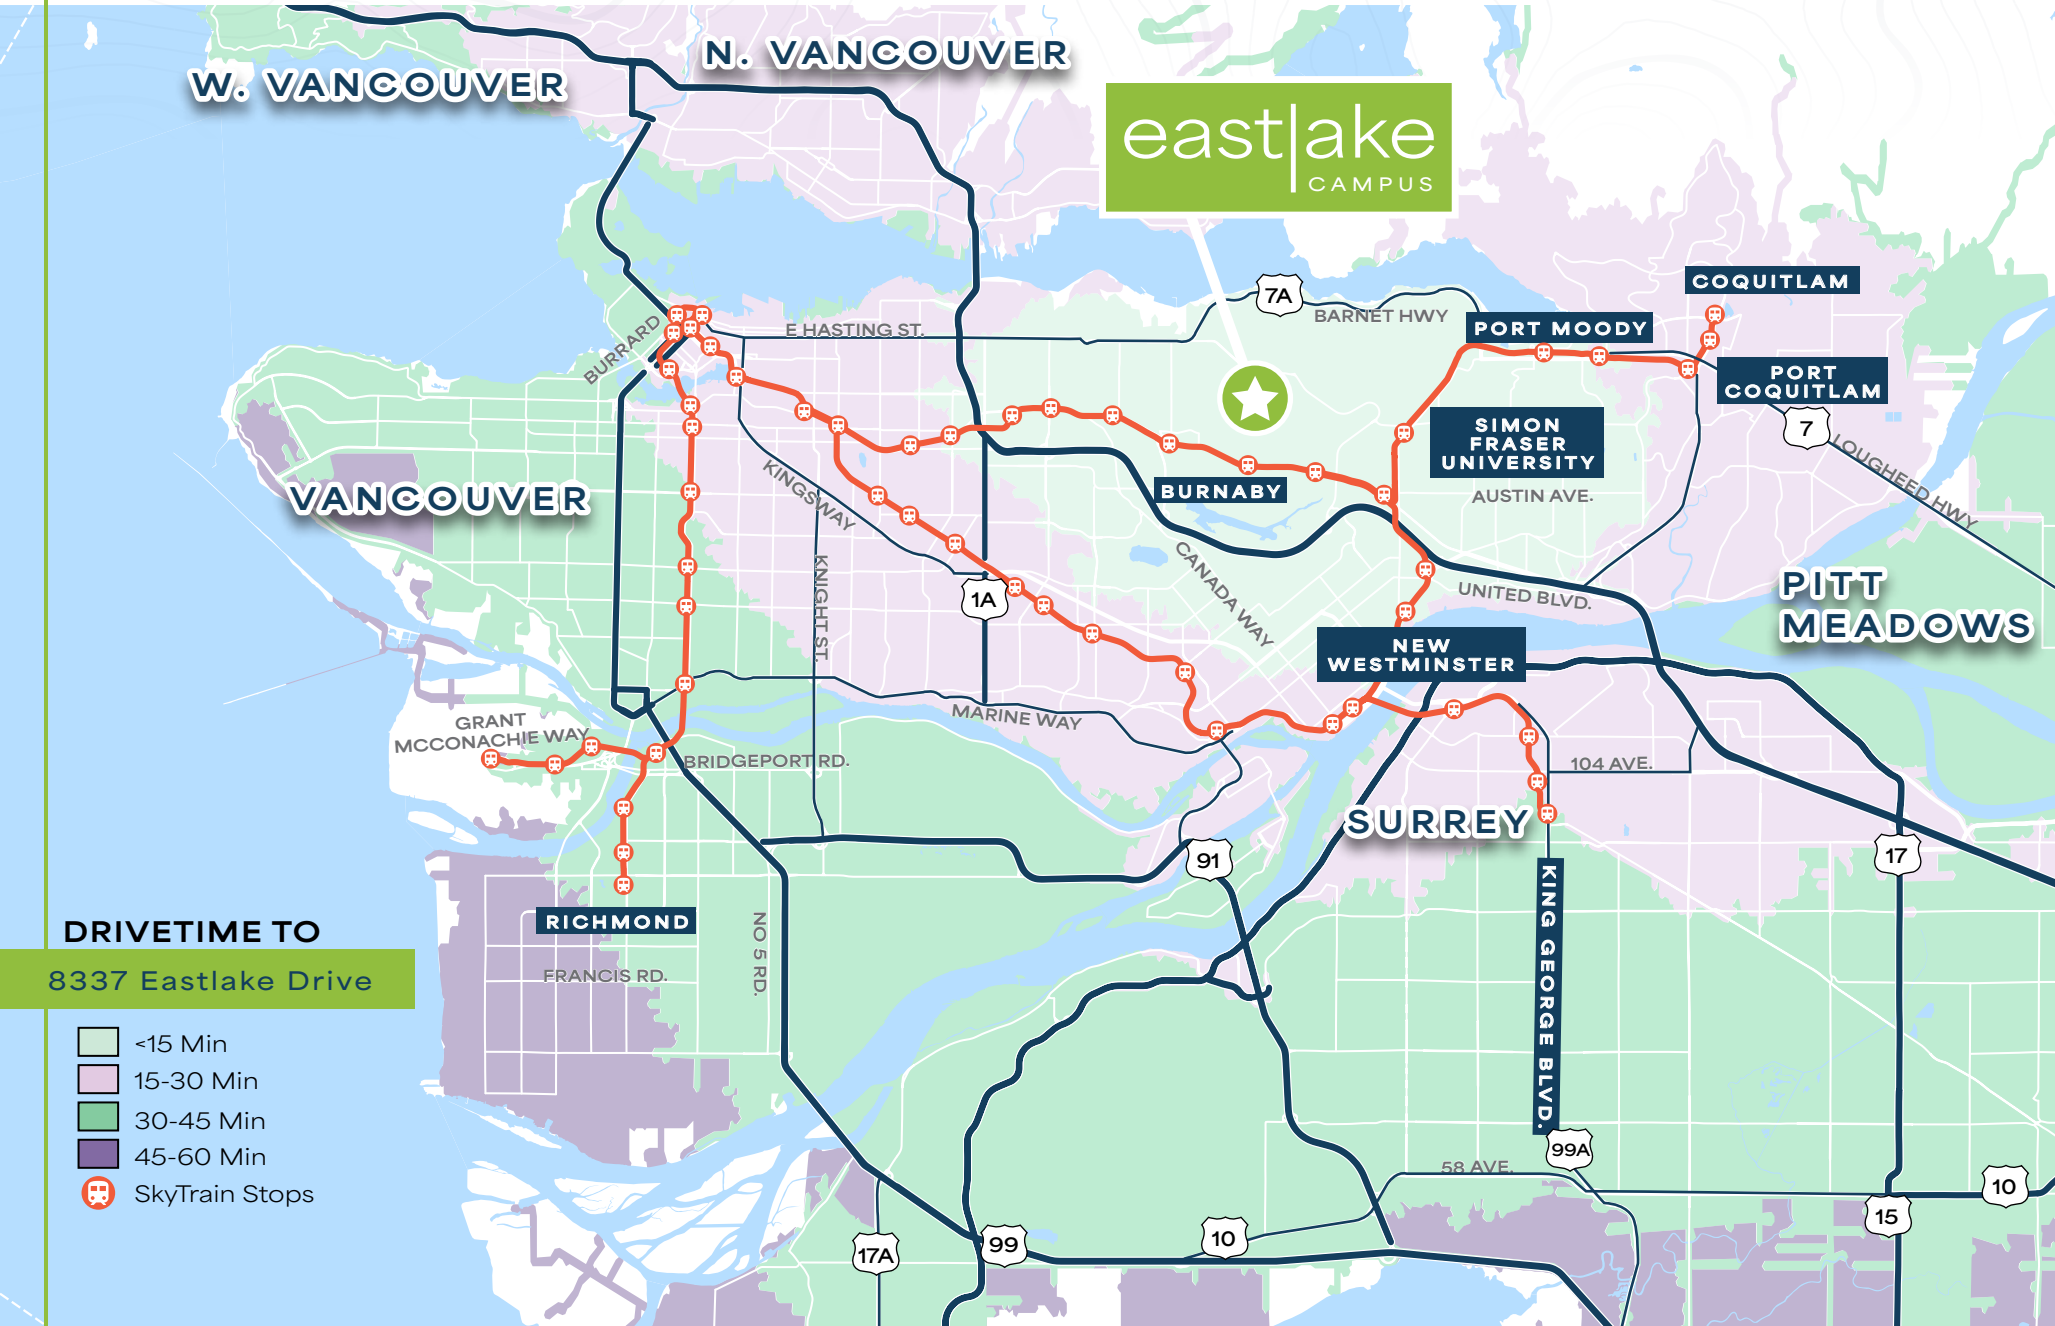 N. VANCOUVER
W. VANCOUVER
east|ake
CAMPUS
COQUITLAM
7A
BARNET HWY
PORT MOODY
E HASTING ST.
BURRARD
PORT
COQUITLAM
7
LOUGHEED HWY
SIMON
FRASER
UNIVERSITY
AUSTIN AVE.
BURNABY
KINGSWAY
VANCOUVER
KNIGHT ST.
CANADA WAY
1A
UNITED BLVD.
PITT
MEADOWS
NEW
WESTMINSTER
MARINE WAY
GRANT
MCCONACHIE WAY
BRIDGEPORT RD.
104 AVE.
SURREY
91
17
KING GEORGE BLVD.
RICHMOND
NO 5 RD.
FRANCIS RD.
DRIVETIME TO
8337 Eastlake Drive
<15 Min
15-30 Min
30-45 Min
45-60 Min
SkyTrain Stops
99A
58 AVE.
10
15
10
99
17A